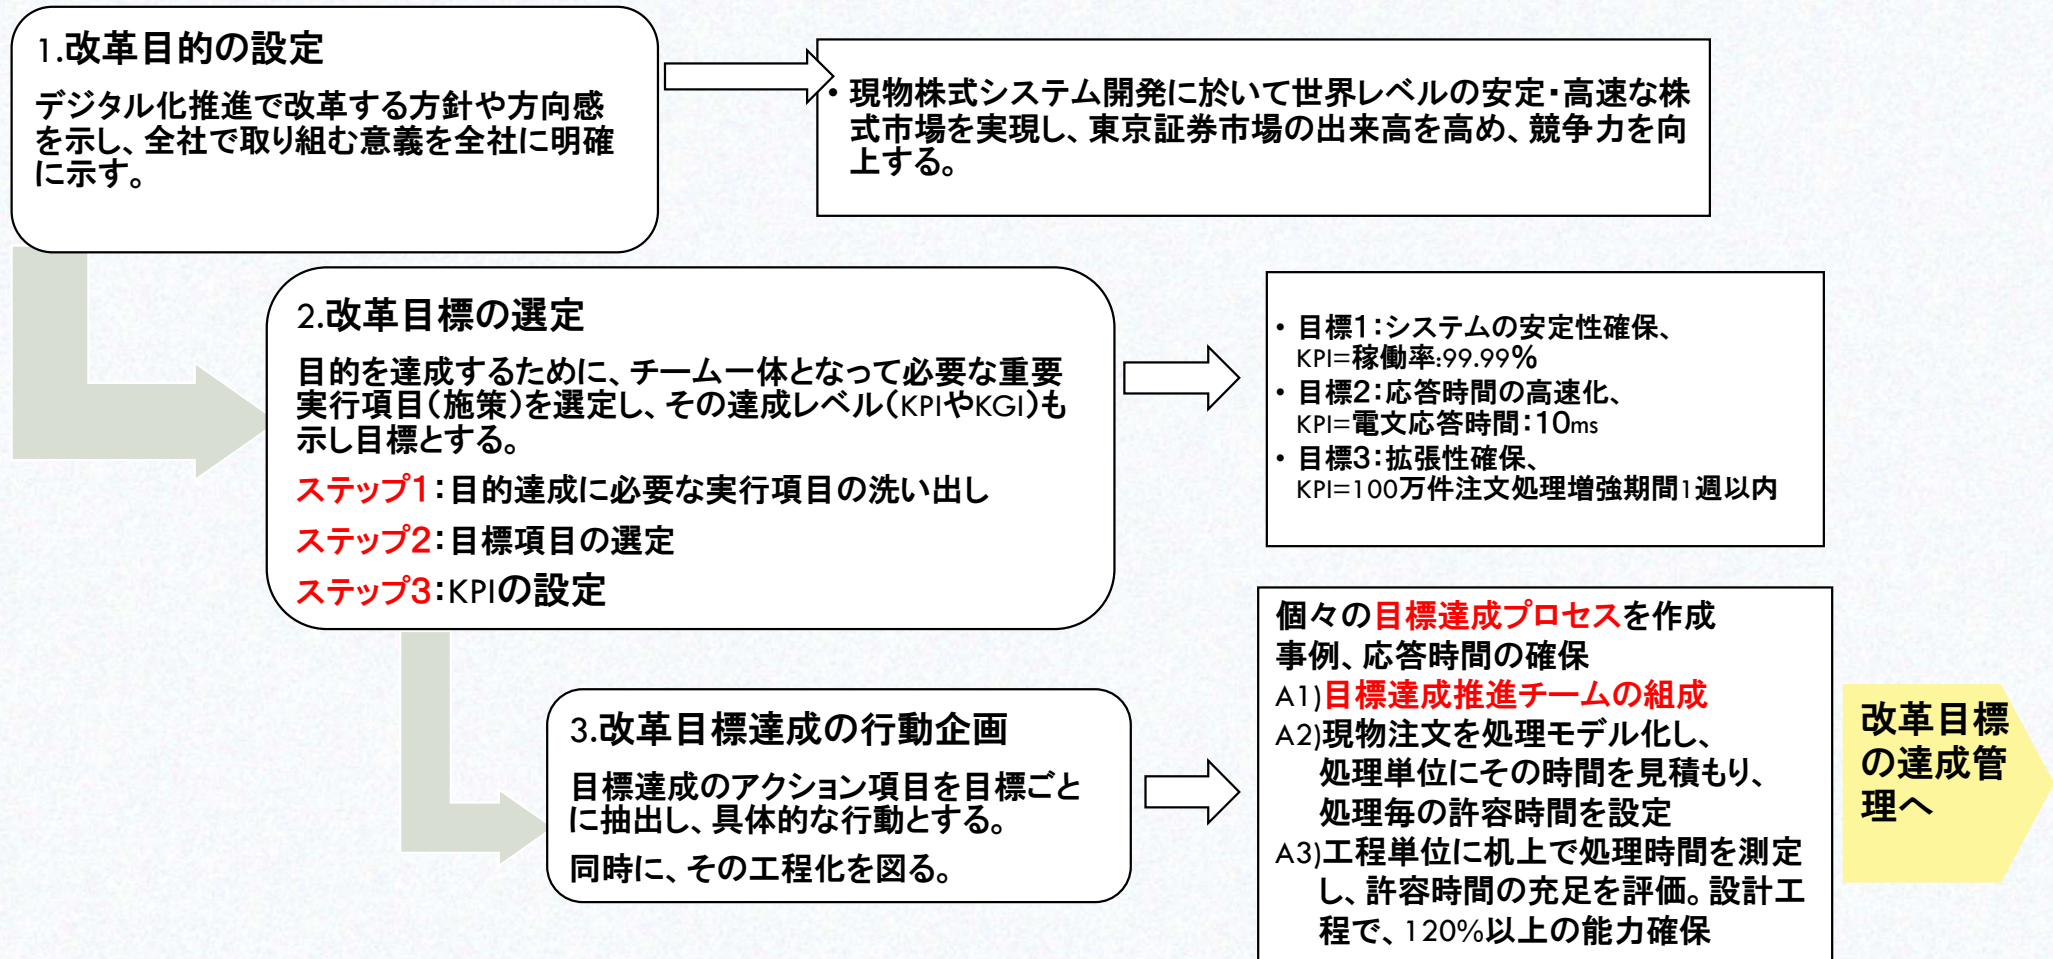 1.改革目的の設定
デジタル化推進で改革する方針や方向感
を示し、全社で取り組む意義を全社に明確
に示す。
・現物株式システム開発に於いて世界レベルの安定・高速な株
式市場を実現し、東京証券市場の出来高を高め、競争力を向
上する。
2.改革目標の選定
目的を達成するために、チーム一体となって必要な重要
実行項目(施策)を選定し、その達成レベル(KPIやKGI)も
示し目標とする。
ステップ1:目的達成に必要な実行項目の洗い出し
ステップ2:目標項目の選定
ステップ3:KPIの設定
・目標1:システムの安定性確保、
KPI=稼働率:99.99%
・目標2:応答時間の高速化、
KPI=電文応答時間:10ms
・目標3:拡張性確保、
KPI=100万件注文処理増強期間1週以内
3.改革目標達成の行動企画
目標達成のアクション項目を目標ごと
に抽出し、具体的な行動とする。
同時に、その工程化を図る。
個々の目標達成プロセスを作成
事例、応答時間の確保
A1)目標達成推進チームの組成
A2)現物注文を処理モデル化し、
処理単位にその時間を見積もり、
処理毎の許容時間を設定
A3)工程単位に机上で処理時間を測定
し、許容時間の充足を評価。設計工
程で、120%以上の能力確保
改革目標
の達成管
理へ